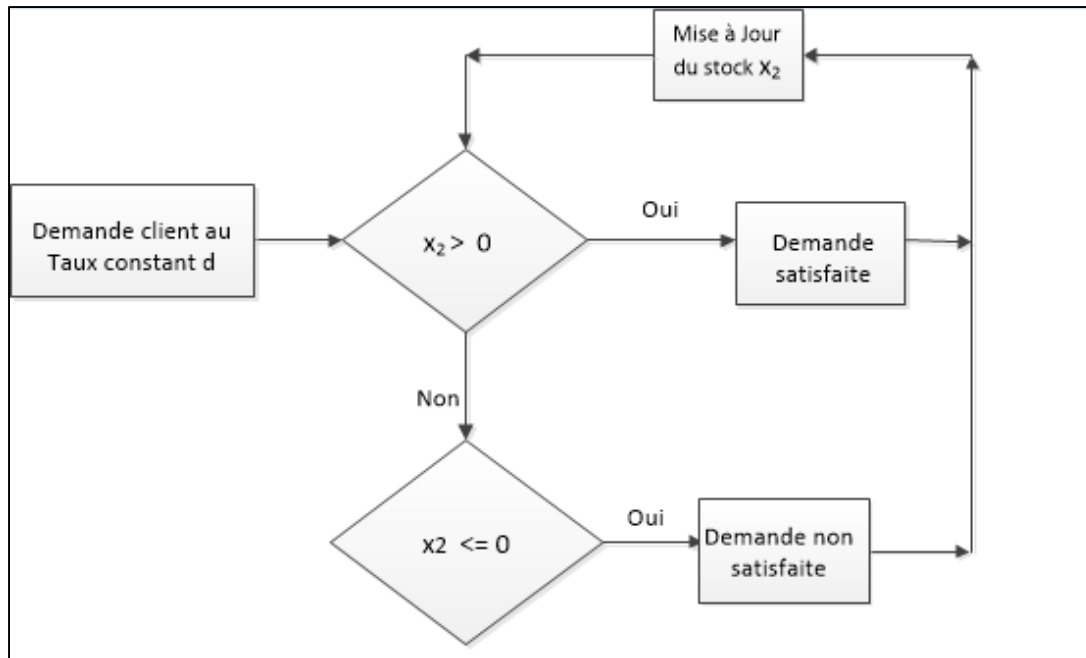 Mise à Jour
du stock X₂
Demande client au
Taux constant d
x₂ > 0
Oui
Demande
satisfaite
Non
x2 <= 0
Oui
Demande non
satisfaite